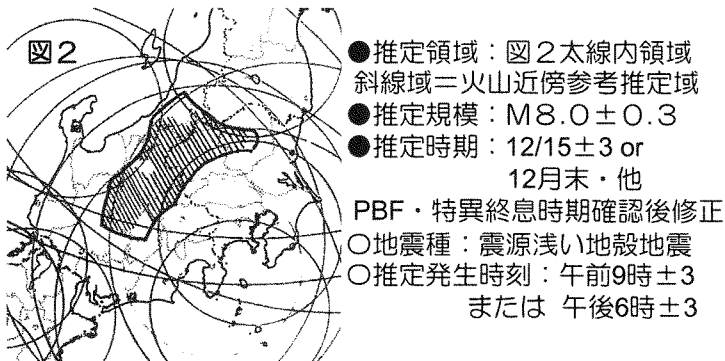 図2
●推定領域：図２太線内領域
斜線域＝火山近傍参考推定域
●推定規模：Ｍ８.０±０.３
●推定時期：12/15±3 or
12月末・他
PBF・特異終息時期確認後修正
○地震種：震源浅い地殻地震
○推定発生時刻：午前9時±3
または 午後6時±3